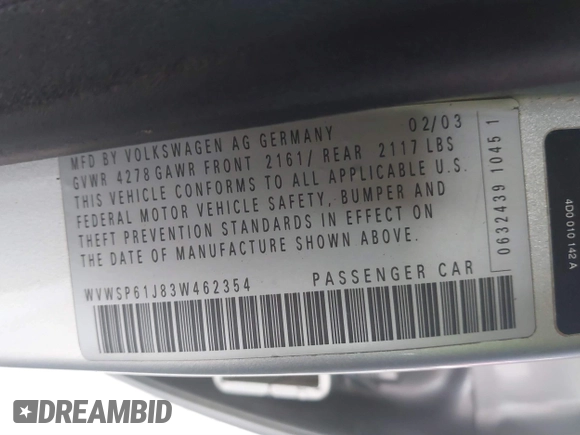 MFD BY VOLKSWAGEN AG GERMANY 02/03
GVWR 4278 GAWR FRONT 2161/ REAR 2117 LBS
THIS VEHICLE CONFORMS TO ALL APPLICABLE U.S.
FEDERAL MOTOR VEHICLE SAFETY, BUMPER AND
THEFT PREVENTION STANDARDS IN EFFECT ON
THE DATE OF MANUFACTURE SHOWN ABOVE.
WVWSP61J83W462354 PASSENGER CAR
0632439 1045 1
4D0 010 142 A
DREAMBID